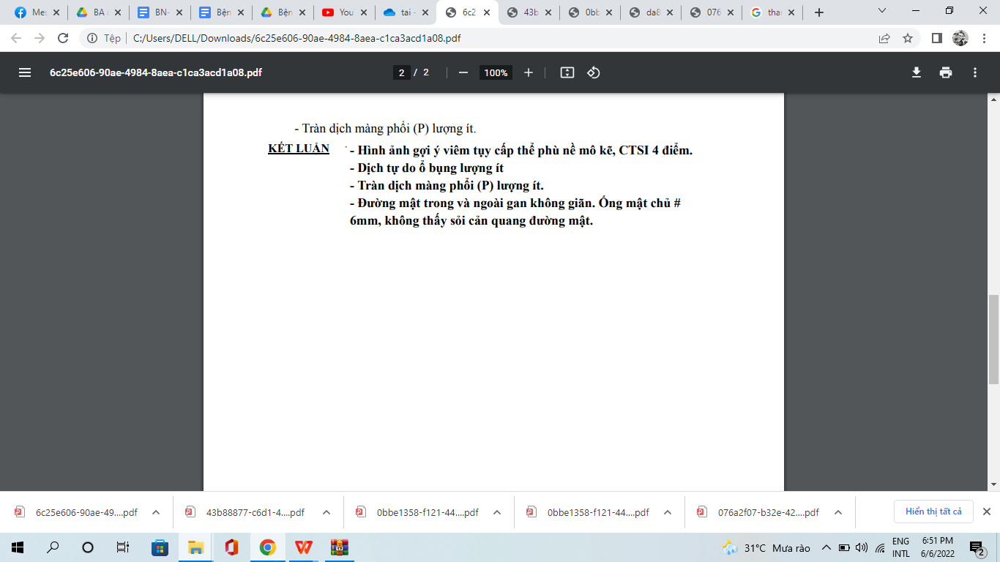 Mes
BA
BN-
Bện
Bện
You
tai -
6c2
43b
0bb
da8
076
thar
Tệp C:/Users/DELL/Downloads/6c25e606-90ae-4984-8aea-c1ca3acd1a08.pdf
6c25e606-90ae-4984-8aea-c1ca3acd1a08.pdf
2 / 2
100%
- Tràn dịch màng phổi (P) lượng ít.
KẾT LUẬN
- Hình ảnh gợi ý viêm tụy cấp thể phù nề mô kẽ, CTSI 4 điểm.
- Dịch tự do ổ bụng lượng ít
- Tràn dịch màng phổi (P) lượng ít.
- Đường mật trong và ngoài gan không giãn. Ống mật chủ #
6mm, không thấy sỏi cản quang đường mật.
6c25e606-90ae-49....pdf
43b88877-c6d1-4....pdf
0bbe1358-f121-44....pdf
0bbe1358-f121-44....pdf
076a2f07-b32e-42....pdf
Hiển thị tất cả
31°C Mưa rào
ENG
INTL
6:51 PM
6/6/2022
2